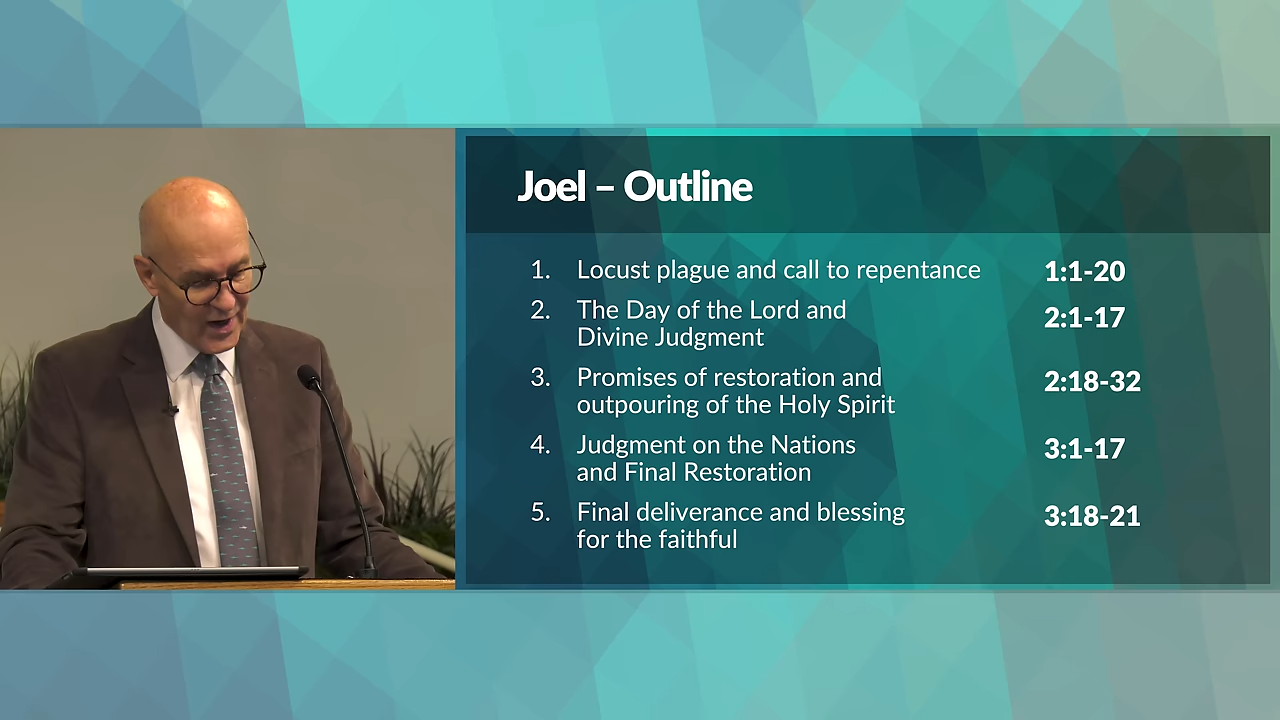 Joel – Outline
1. Locust plague and call to repentance 1:1-20
2. The Day of the Lord and 2:1-17
Divine Judgment
3. Promises of restoration and 2:18-32
outpouring of the Holy Spirit
4. Judgment on the Nations 3:1-17
and Final Restoration
5. Final deliverance and blessing 3:18-21
for the faithful